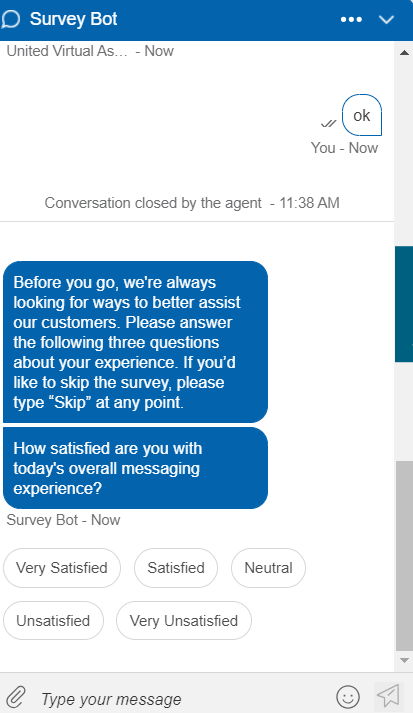 Survey Bot
United Virtual As... - Now
ok
You - Now
Conversation closed by the agent - 11:38 AM
Before you go, we're always
looking for ways to better assist
our customers. Please answer
the following three questions
about your experience. If you’d
like to skip the survey, please
type “Skip” at any point.
How satisfied are you with
today's overall messaging
experience?
Survey Bot - Now
Very Satisfied
Satisfied
Neutral
Unsatisfied
Very Unsatisfied
Type your message